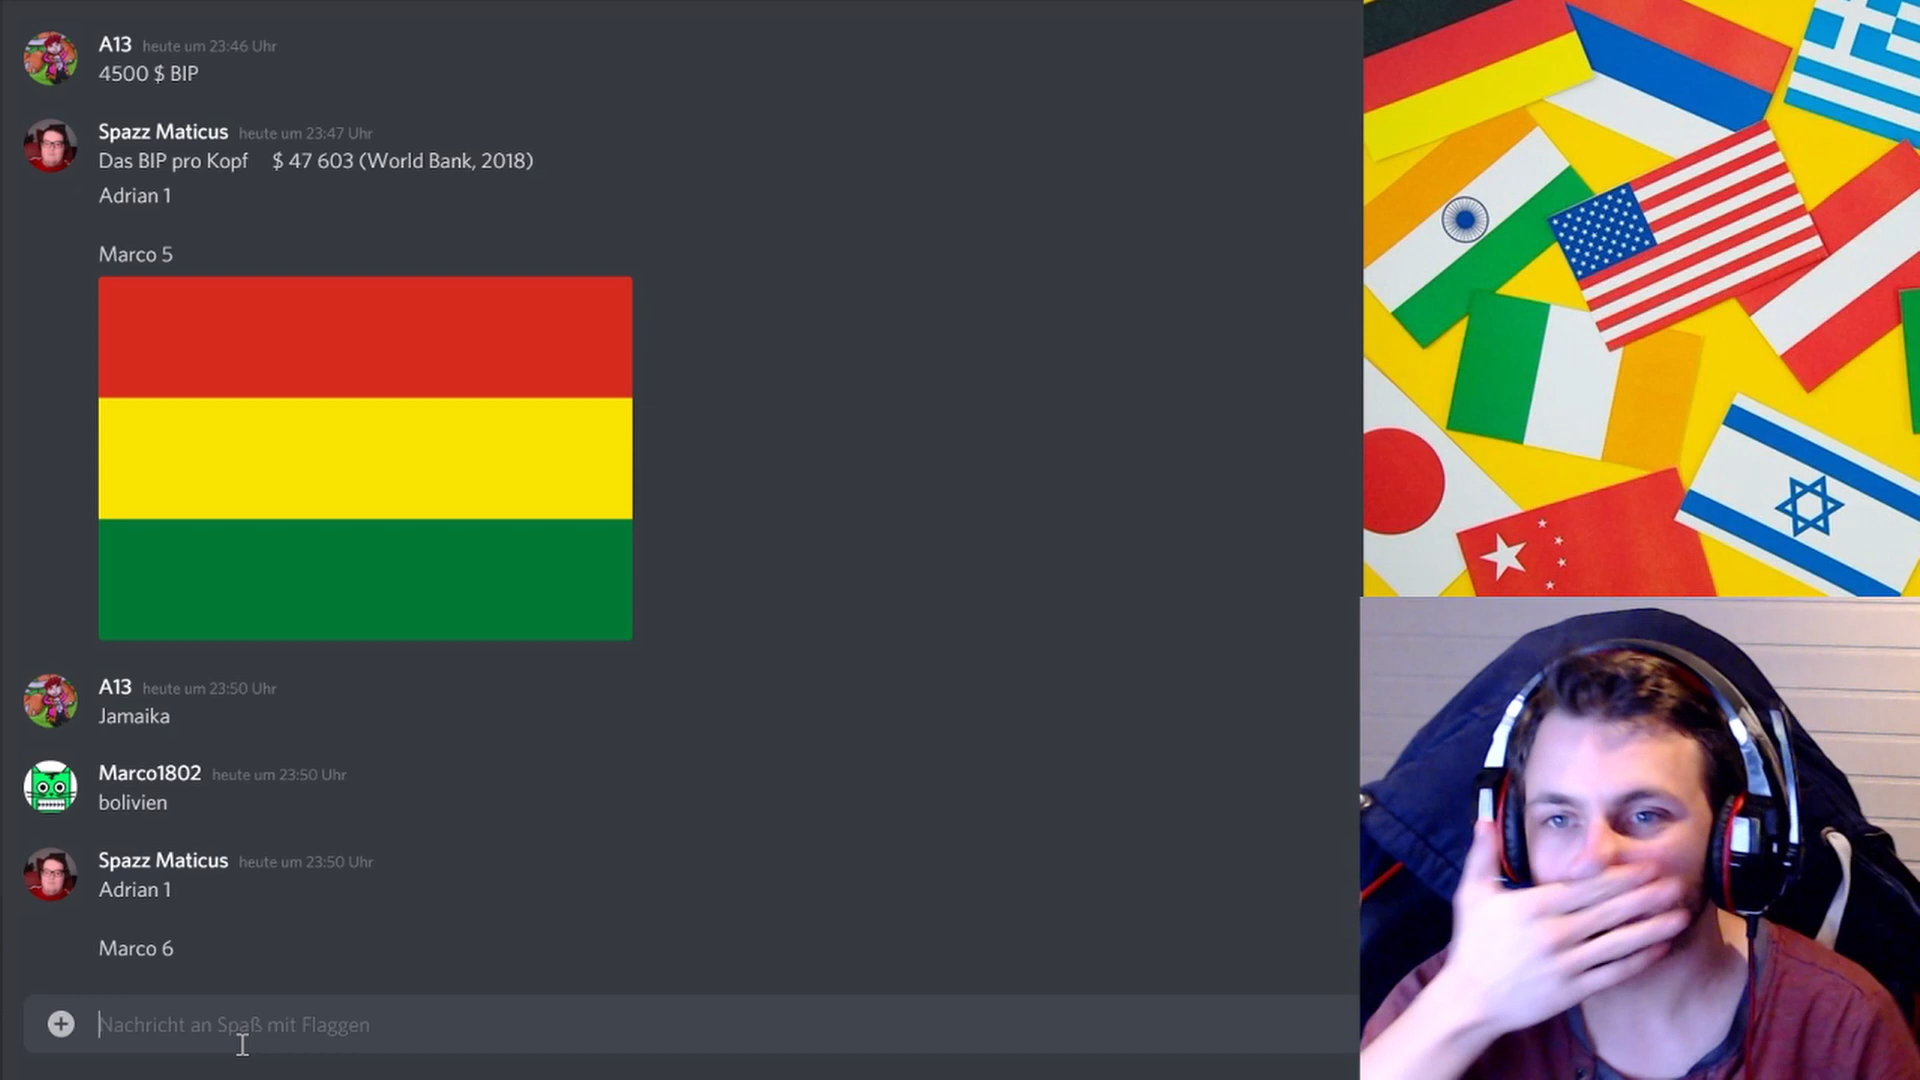 A13 heute um 23:46 Uhr
4500 $ BIP
Spazz Maticus heute um 23:47 Uhr
Das BIP pro Kopf $ 47 603 (World Bank, 2018)
Adrian 1
Marco 5
A13 heute um 23:50 Uhr
Jamaika
Marco1802 heute um 23:50 Uhr
bolivien
Spazz Maticus heute um 23:50 Uhr
Adrian 1
Marco 6
Nachricht an Spaß mit Flaggen